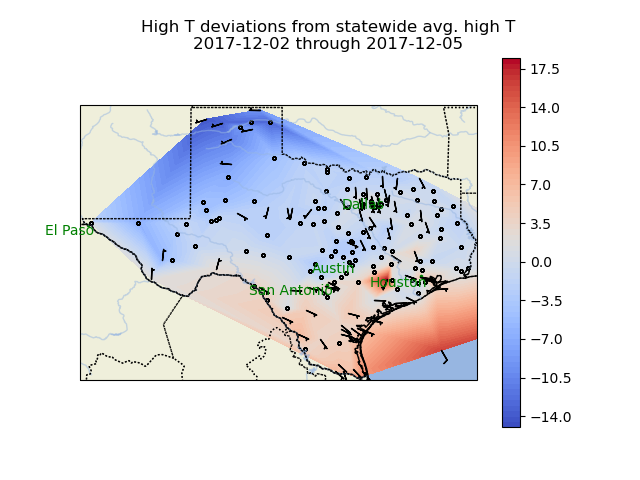 High T deviations from statewide avg. high T
2017-12-02 through 2017-12-05
17.5
14.0
10.5
7.0
3.5
0.0
−3.5
−7.0
−10.5
−14.0
Dallas
El Paso
Austin
San Antonio
Houston